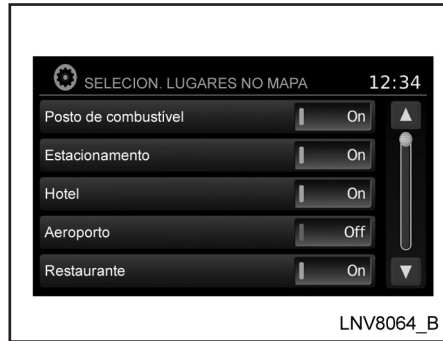 SELECION. LUGARES NO MAPA 12:34
Posto de combustível On
Estacionamento On
Hotel On
Aeroporto Off
Restaurante On
LNV8064_B